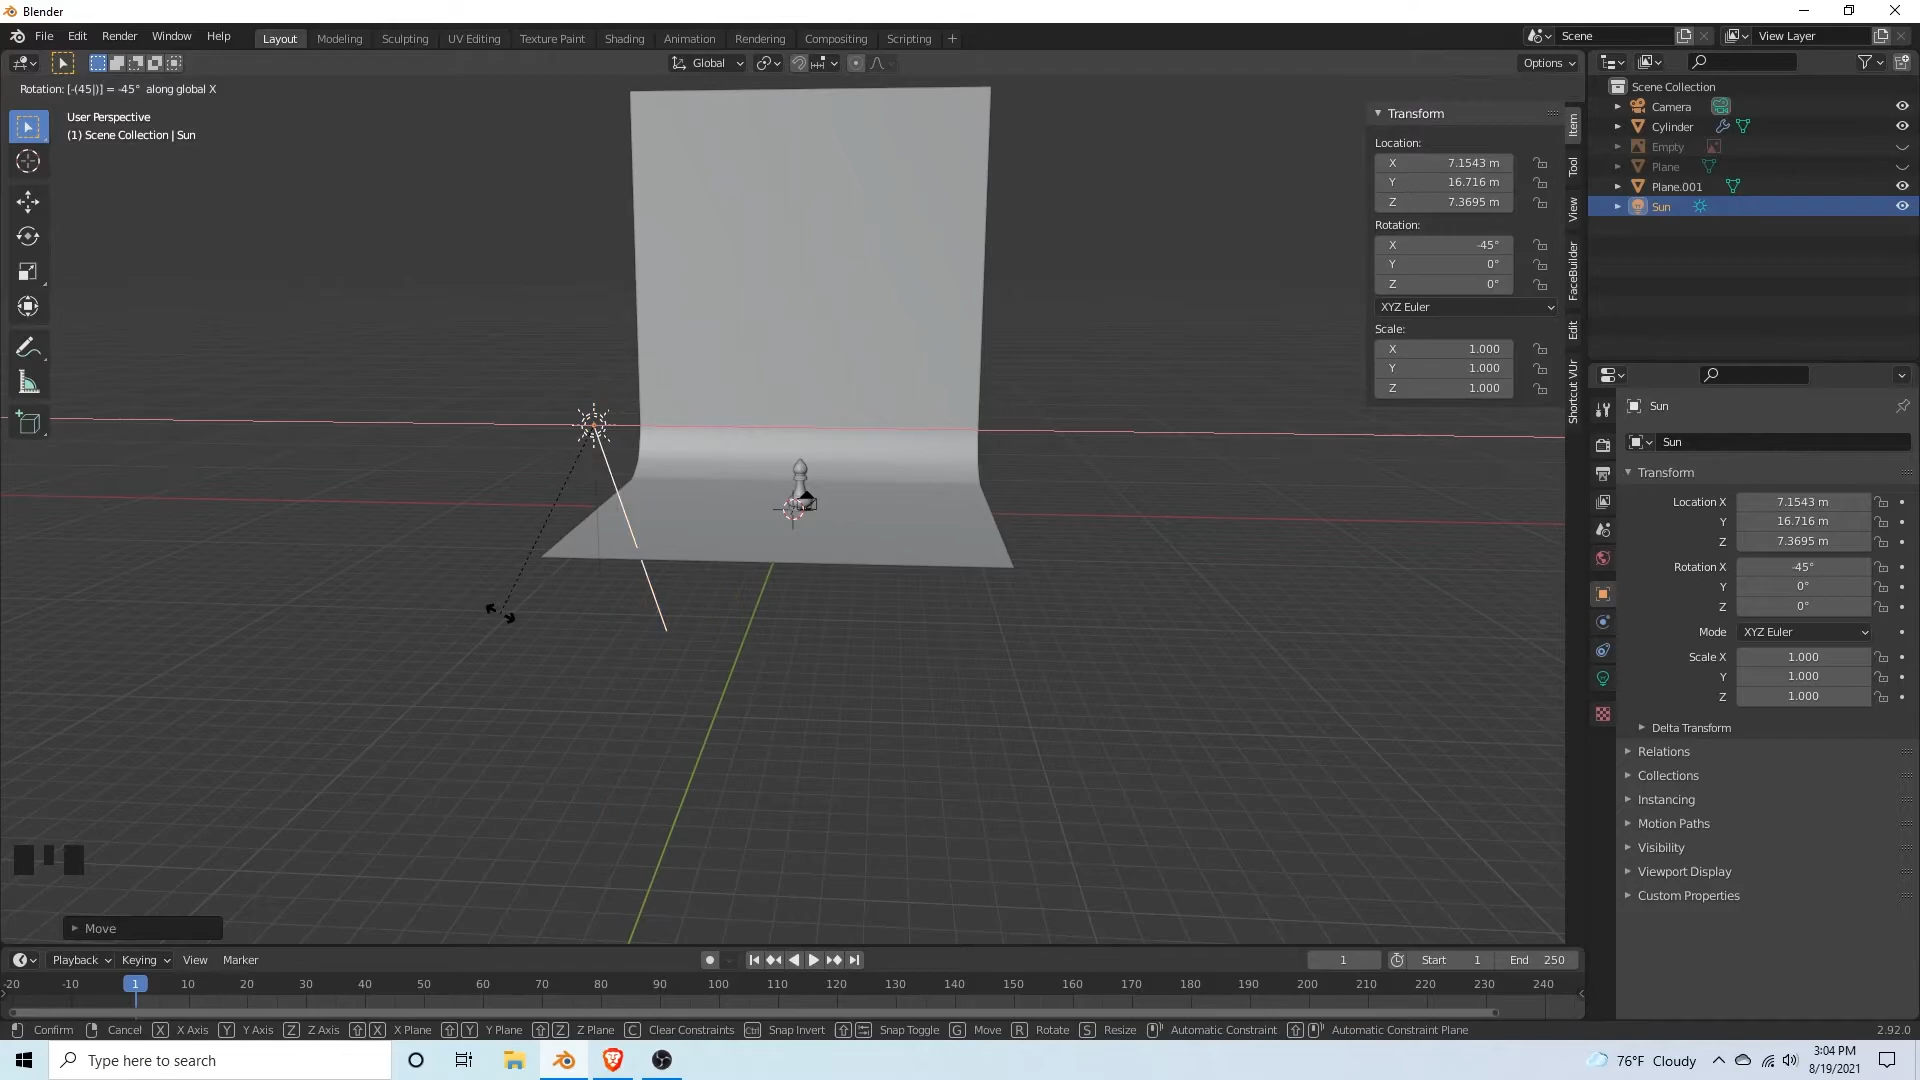 Blender
File Edit Render Window Help
Layout Modeling Sculpting UV Editing Texture Paint Shading Animation Rendering Compositing Scripting +
Scene
View Layer
Global
Options
Rotation: [-(45|)] = -45° along global X
User Perspective
(1) Scene Collection | Sun
Transform
Location:
X 7.1543 m
Y 16.716 m
Z 7.3695 m
Rotation:
X -45°
Y 0°
Z 0°
XYZ Euler
Scale:
X 1.000
Y 1.000
Z 1.000
Item
Tool
View
FaceBuilder
Edit
Shortcut VUr
Scene Collection
Camera
Cylinder
Empty
Plane
Plane.001
Sun
Sun
Sun
Transform
Location X 7.1543 m
Y 16.716 m
Z 7.3695 m
Rotation X -45°
Y 0°
Z 0°
Mode XYZ Euler
Scale X 1.000
Y 1.000
Z 1.000
Delta Transform
Relations
Collections
Instancing
Motion Paths
Visibility
Viewport Display
Custom Properties
Move
Playback Keying View Marker
1 Start 1 End 250
-20 -10 1 10 20 30 40 50 60 70 80 90 100 110 120 130 140 150 160 170 180 190 200 210 220 230 240
Confirm Cancel X X Axis Y Y Axis Z Z Axis X X Plane Y Y Plane Z Z Plane C Clear Constraints Ctrl Snap Invert Snap Toggle G Move R Rotate S Resize Automatic Constraint Automatic Constraint Plane 2.92.0
Type here to search
76°F Cloudy
3:04 PM
8/19/2021